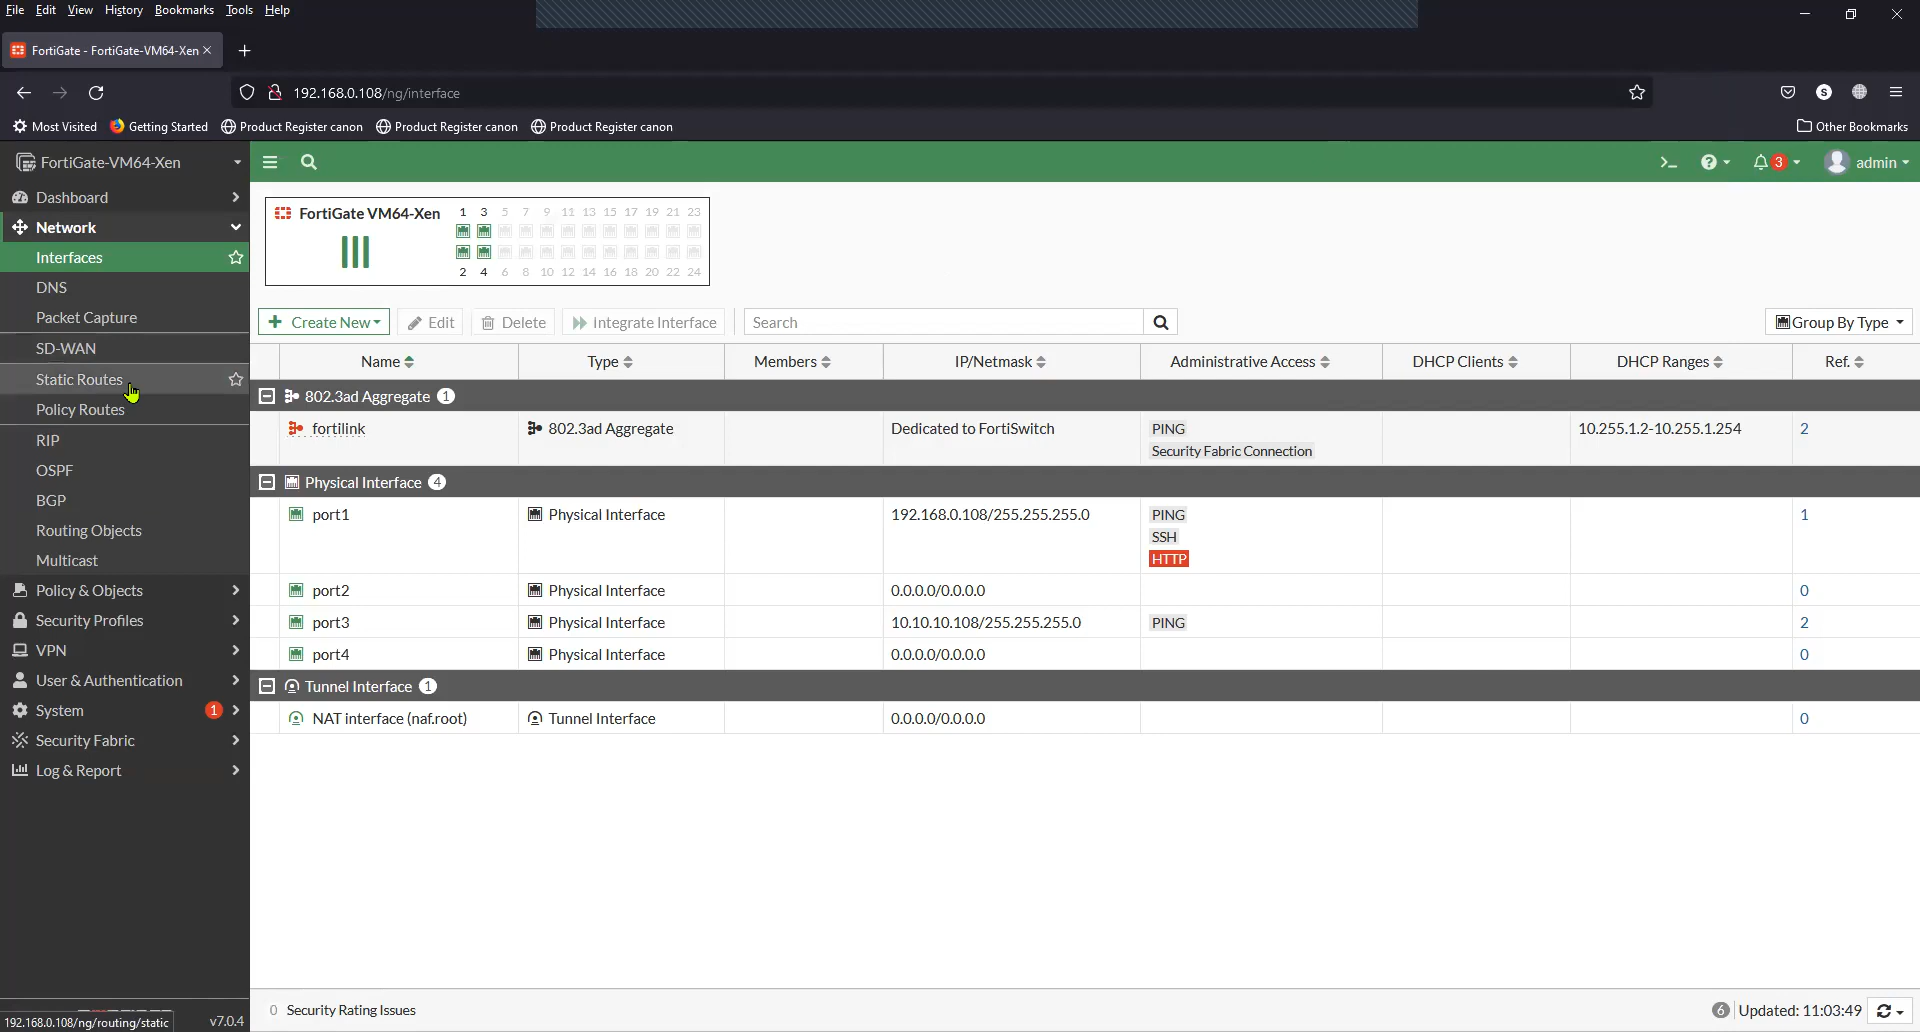 File Edit View History Bookmarks Tools Help
FortiGate - FortiGate-VM64-Xen
192.168.0.108/ng/interface
S
Most Visited Getting Started Product Register canon Product Register canon Product Register canon Other Bookmarks
FortiGate-VM64-Xen
3 admin
Dashboard
Network
Interfaces
DNS
Packet Capture
SD-WAN
Static Routes
Policy Routes
RIP
OSPF
BGP
Routing Objects
Multicast
Policy & Objects
Security Profiles
VPN
User & Authentication
System 1
Security Fabric
Log & Report
192.168.0.108/ng/routing/static v7.0.4
FortiGate VM64-Xen 1 3 5 7 9 11 13 15 17 19 21 23
2 4 6 8 10 12 14 16 18 20 22 24
Create New Edit Delete Integrate Interface Search Group By Type
Name Type Members IP/Netmask Administrative Access DHCP Clients DHCP Ranges Ref.
802.3ad Aggregate 1
fortilink 802.3ad Aggregate Dedicated to FortiSwitch PING 10.255.1.2-10.255.1.254 2
Security Fabric Connection
Physical Interface 4
port1 Physical Interface 192.168.0.108/255.255.255.0 PING 1
SSH
HTTP
port2 Physical Interface 0.0.0.0/0.0.0.0 0
port3 Physical Interface 10.10.10.108/255.255.255.0 PING 2
port4 Physical Interface 0.0.0.0/0.0.0.0 0
Tunnel Interface 1
NAT interface (naf.root) Tunnel Interface 0.0.0.0/0.0.0.0 0
0 Security Rating Issues 6 Updated: 11:03:49